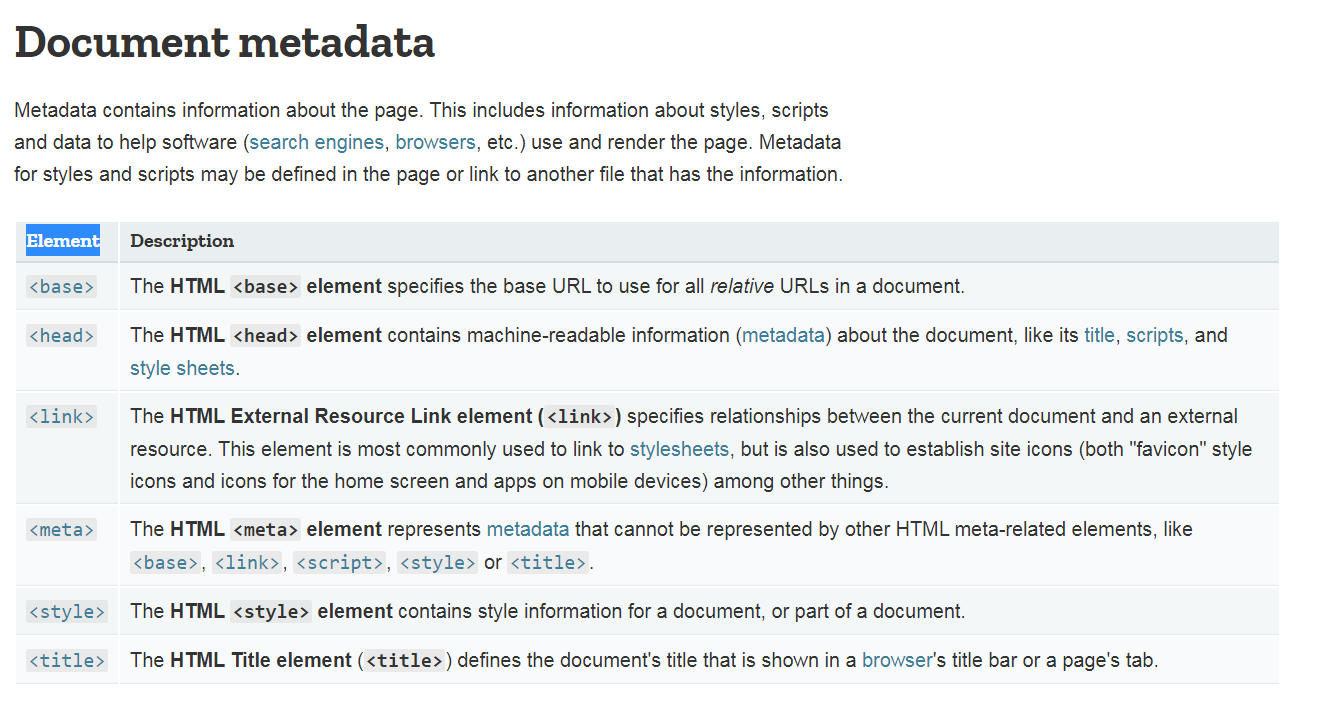 Document metadata
Metadata contains information about the page. This includes information about styles, scripts
and data to help software (search engines, browsers, etc.) use and render the page. Metadata
for styles and scripts may be defined in the page or link to another file that has the information.
Element Description
<base> The HTML <base> element specifies the base URL to use for all relative URLs in a document.
<head> The HTML <head> element contains machine-readable information (metadata) about the document, like its title, scripts, and
style sheets.
<link> The HTML External Resource Link element (<link>) specifies relationships between the current document and an external
resource. This element is most commonly used to link to stylesheets, but is also used to establish site icons (both "favicon" style
icons and icons for the home screen and apps on mobile devices) among other things.
<meta> The HTML <meta> element represents metadata that cannot be represented by other HTML meta-related elements, like
<base>, <link>, <script>, <style> or <title>.
<style> The HTML <style> element contains style information for a document, or part of a document.
<title> The HTML Title element (<title>) defines the document's title that is shown in a browser's title bar or a page's tab.